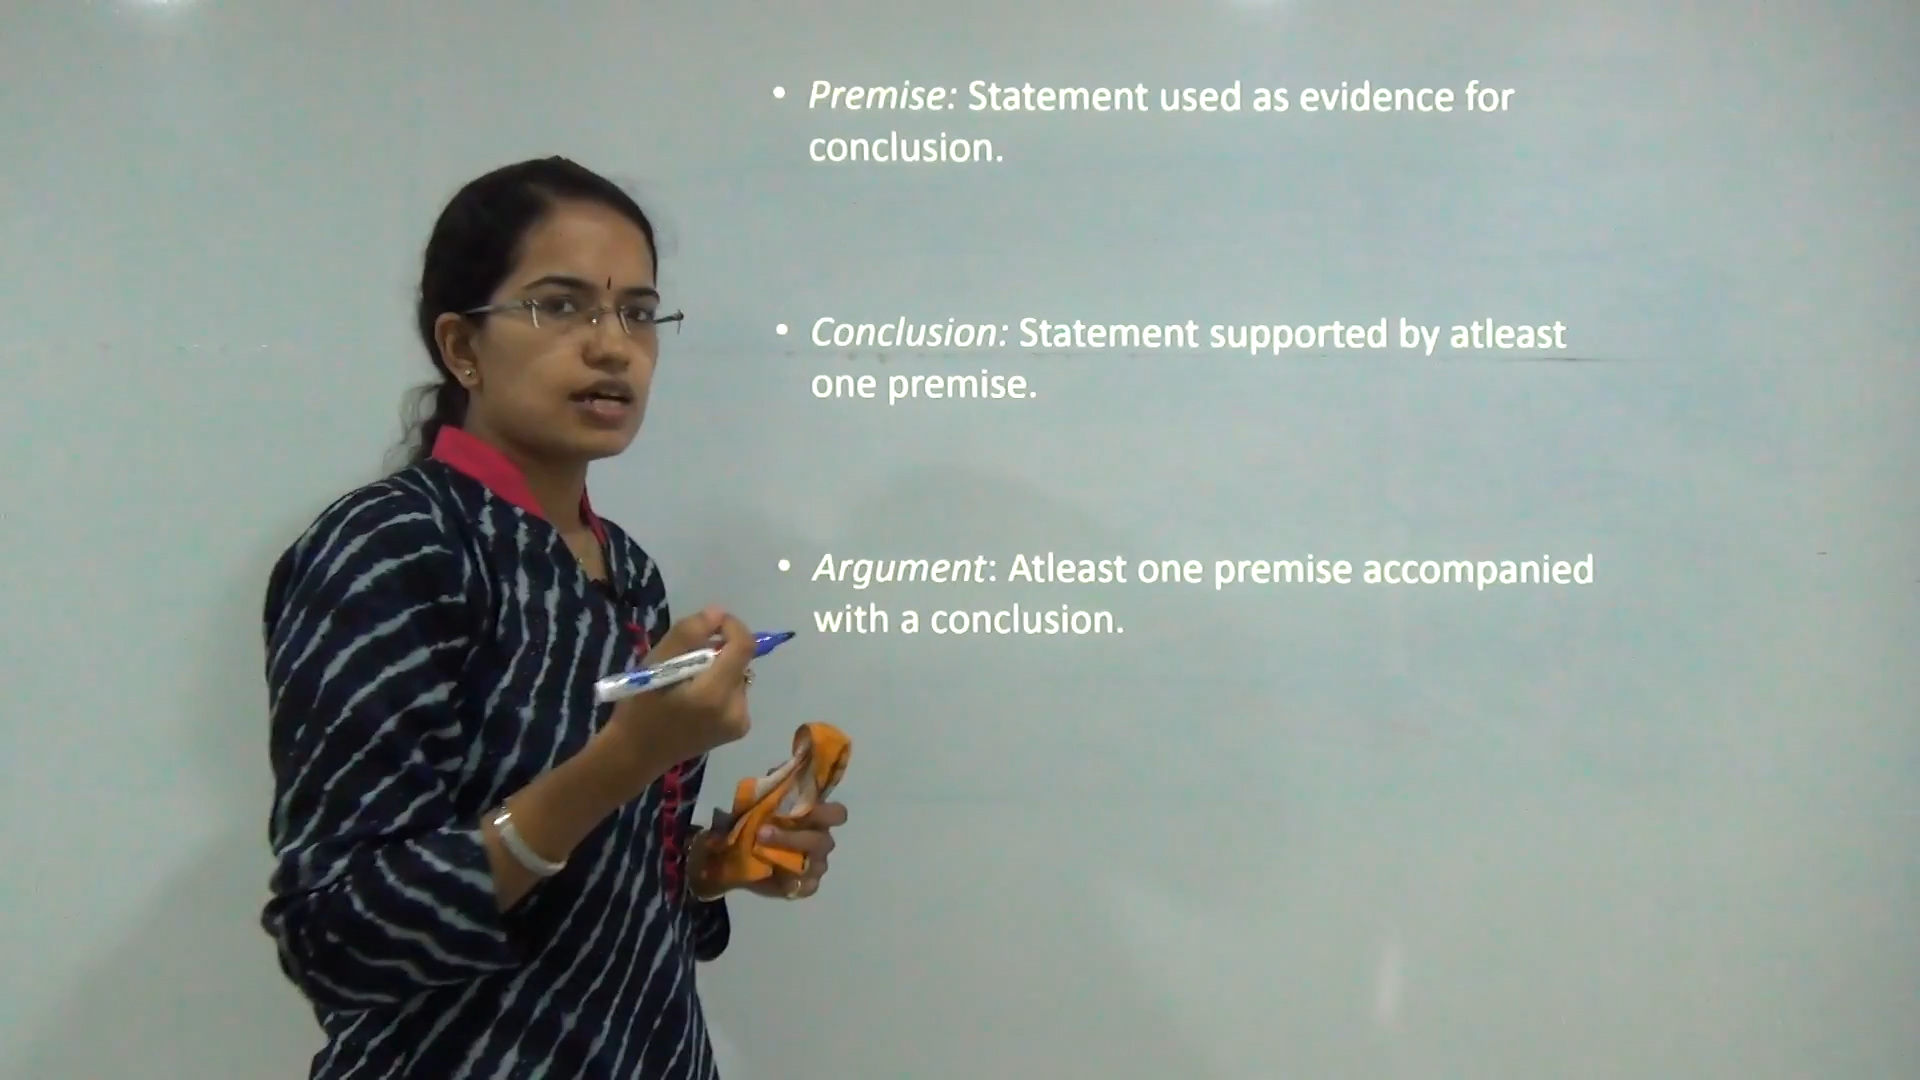 • Premise: Statement used as evidence for
conclusion.
• Conclusion: Statement supported by atleast
one premise.
• Argument: Atleast one premise accompanied
with a conclusion.